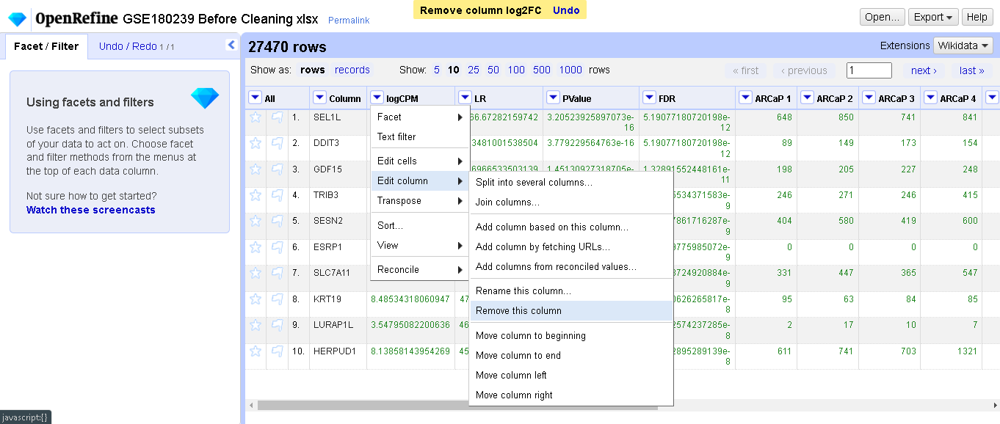 Remove column log2FC Undo
OpenRefine GSE180239 Before Cleaning xlsx Permalink
Open... Export Help
Facet / Filter Undo / Redo 1 / 1
27470 rows
Extensions Wikidata
Show as: rows records Show: 5 10 25 50 100 500 1000 rows
« first ‹ previous 1 next › last »
Using facets and filters
Use facets and filters to select subsets
of your data to act on. Choose facet
and filter methods from the menus at
the top of each data column.
Not sure how to get started?
Watch these screencasts
All Column logCPM LR PValue FDR ARCaP 1 ARCaP 2 ARCaP 3 ARCaP 4
1. SEL1L 66.67282159742 3.20523925897073e-16 5.19077180720198e-12 648 850 741 841
2. DDIT3 3481001538504 3.779229564763e-16 5.19077180720198e-12 89 149 173 154
3. GDF15 6966533503139 1.45130927318705e- 1.32891552448161e-11 198 205 227 248
4. TRIB3 5534371583e-9 246 271 246 415
5. SESN2 7861716287e-9 404 580 419 600
6. ESRP1 9775985072e-9 0 0 0 0
7. SLC7A11 3724920884e-9 331 447 365 547
8. KRT19 8.48534318060947 47 0626265817e-8 95 63 84 85
9. LURAP1L 3.54795082200636 46 2574237285e-8 2 17 10 7
10. HERPUD1 8.13858143954269 45 2895289139e-8 611 741 703 1321
Facet
Text filter
Edit cells
Edit column
Transpose
Sort...
View
Reconcile
Split into several columns...
Join columns...
Add column based on this column...
Add column by fetching URLs...
Add columns from reconciled values...
Rename this column...
Remove this column
Move column to beginning
Move column to end
Move column left
Move column right
javascript:{}